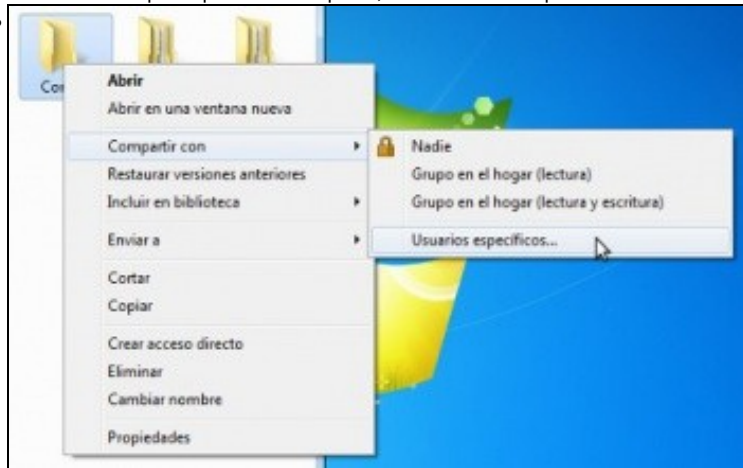 Com
Abrir
Abrir en una ventana nueva
Compartir con
Restaurar versiones anteriores
Incluir en biblioteca
Enviar a
Cortar
Copiar
Crear acceso directo
Eliminar
Cambiar nombre
Propiedades
Nadie
Grupo en el hogar (lectura)
Grupo en el hogar (lectura y escritura)
Usuarios específicos...